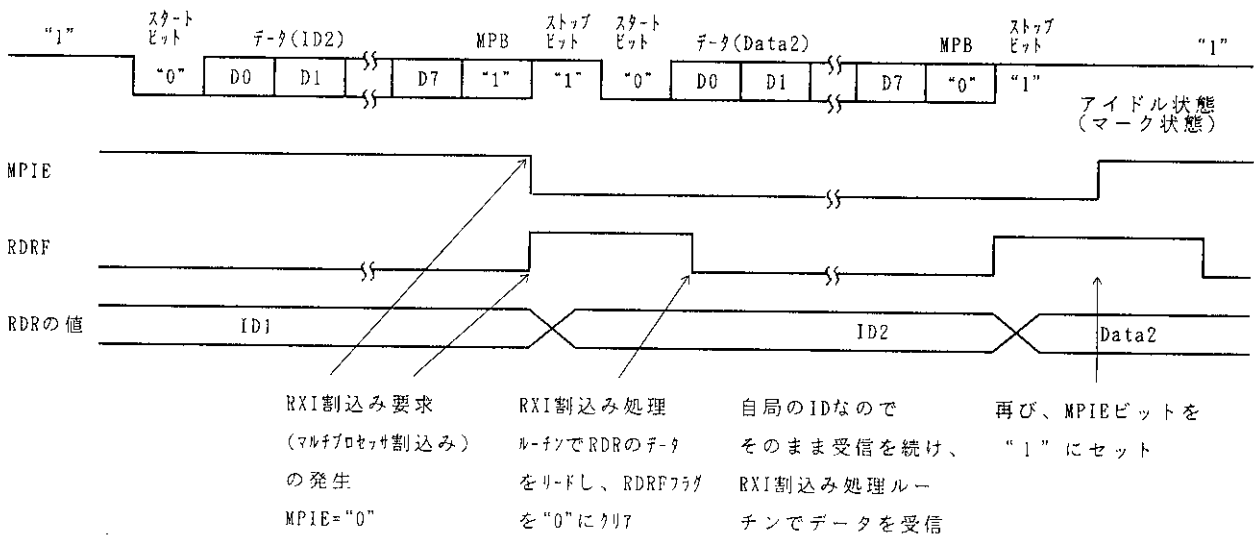 スタート
ビット
ストップ
ビット
スタート
ビット
ストップ
ビット
“1” データ(ID2) MPB データ(Data2) MPB “1”
“0” D0 D1 D7 “1” “1” “0” D0 D1 D7 “0” “1”
アイドル状態
(マーク状態)
MPIE
RDRF
RDRの値 ID1 ID2 Data2
RXI割込み要求
(マルチプロセッサ割込み)
の発生
MPIE=“0”
RXI割込み処理
ルーチンでRDRのデータ
をリードし、RDRFフラグ
を“0”にクリア
自局のIDなので
そのまま受信を続け、
RXI割込み処理ルー
チンでデータを受信
再び、MPIEビットを
“1”にセット